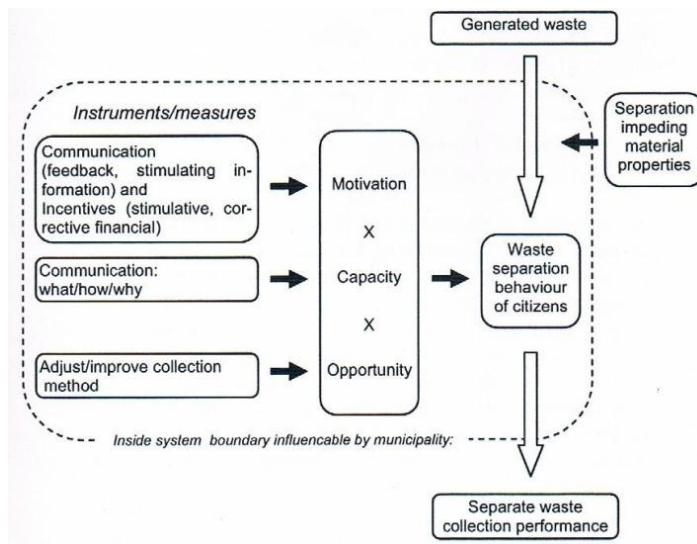 Generated waste
Instruments/measures
Separation
impeding
material
properties
Communication
(feedback, stimulating in-
formation) and
Incentives (stimulative, cor-
rective financial)
Motivation
X
Communication:
what/how/why
Capacity
X
Waste
separation
behaviour
of citizens
Adjust/improve collection
method
Opportunity
Inside system boundary influencable by municipality:
Separate waste
collection performance